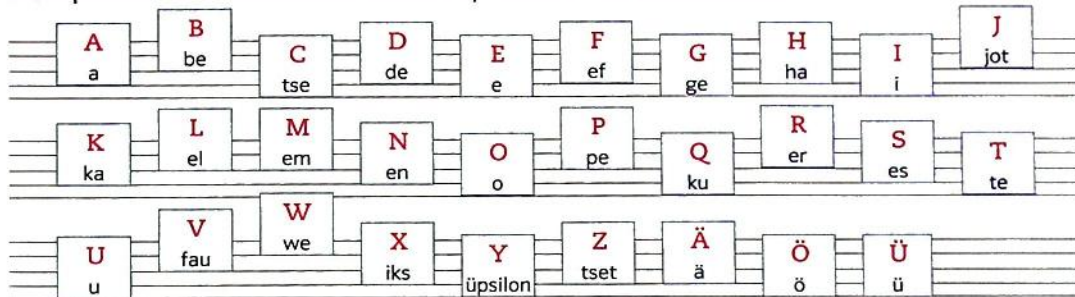 A B C D E F G H I J
a be tse de e ef ge ha i jot
K L M N O P Q R S T
ka el em en o pe ku er es te
U V W X Y Z Ä Ö Ü
u fau we iks üpsilon tset ä ö ü